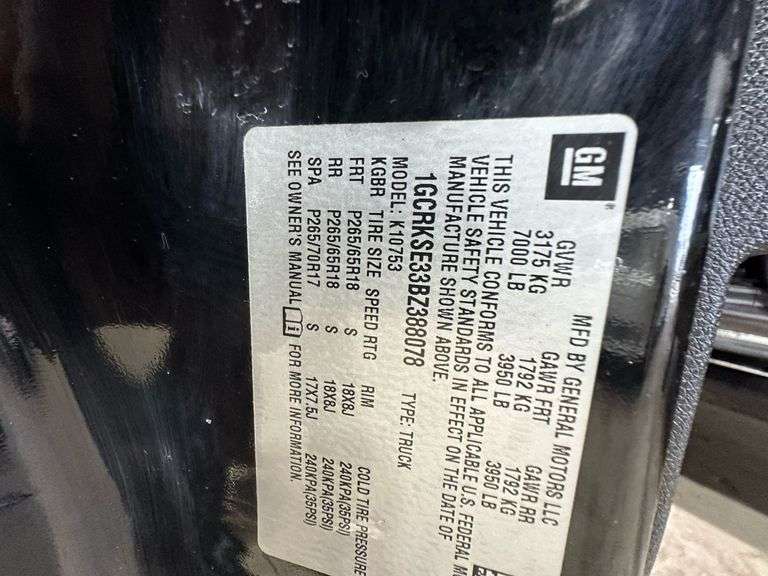 GM
MFD BY GENERAL MOTORS LLC
GVWR GAWR FRT GAWR RR
3175 KG 1792 KG 1792 KG
7000 LB 3950 LB 3950 LB
THIS VEHICLE CONFORMS TO ALL APPLICABLE U.S. FEDERAL
VEHICLE SAFETY STANDARDS IN EFFECT ON THE DATE OF
MANUFACTURE SHOWN ABOVE.
1GCRKSE33BZ388078 TYPE: TRUCK
MODEL: K10753
KGBR TIRE SIZE SPEED RTG RIM COLD TIRE PRESSURE
FRT P265/65R18 S 18X8J 240KPA(35PSI)
RR P265/65R18 S 18X8J 240KPA(35PSI)
SPA P265/70R17 S 17X7.5J 240KPA(35PSI)
SEE OWNER'S MANUAL FOR MORE INFORMATION.